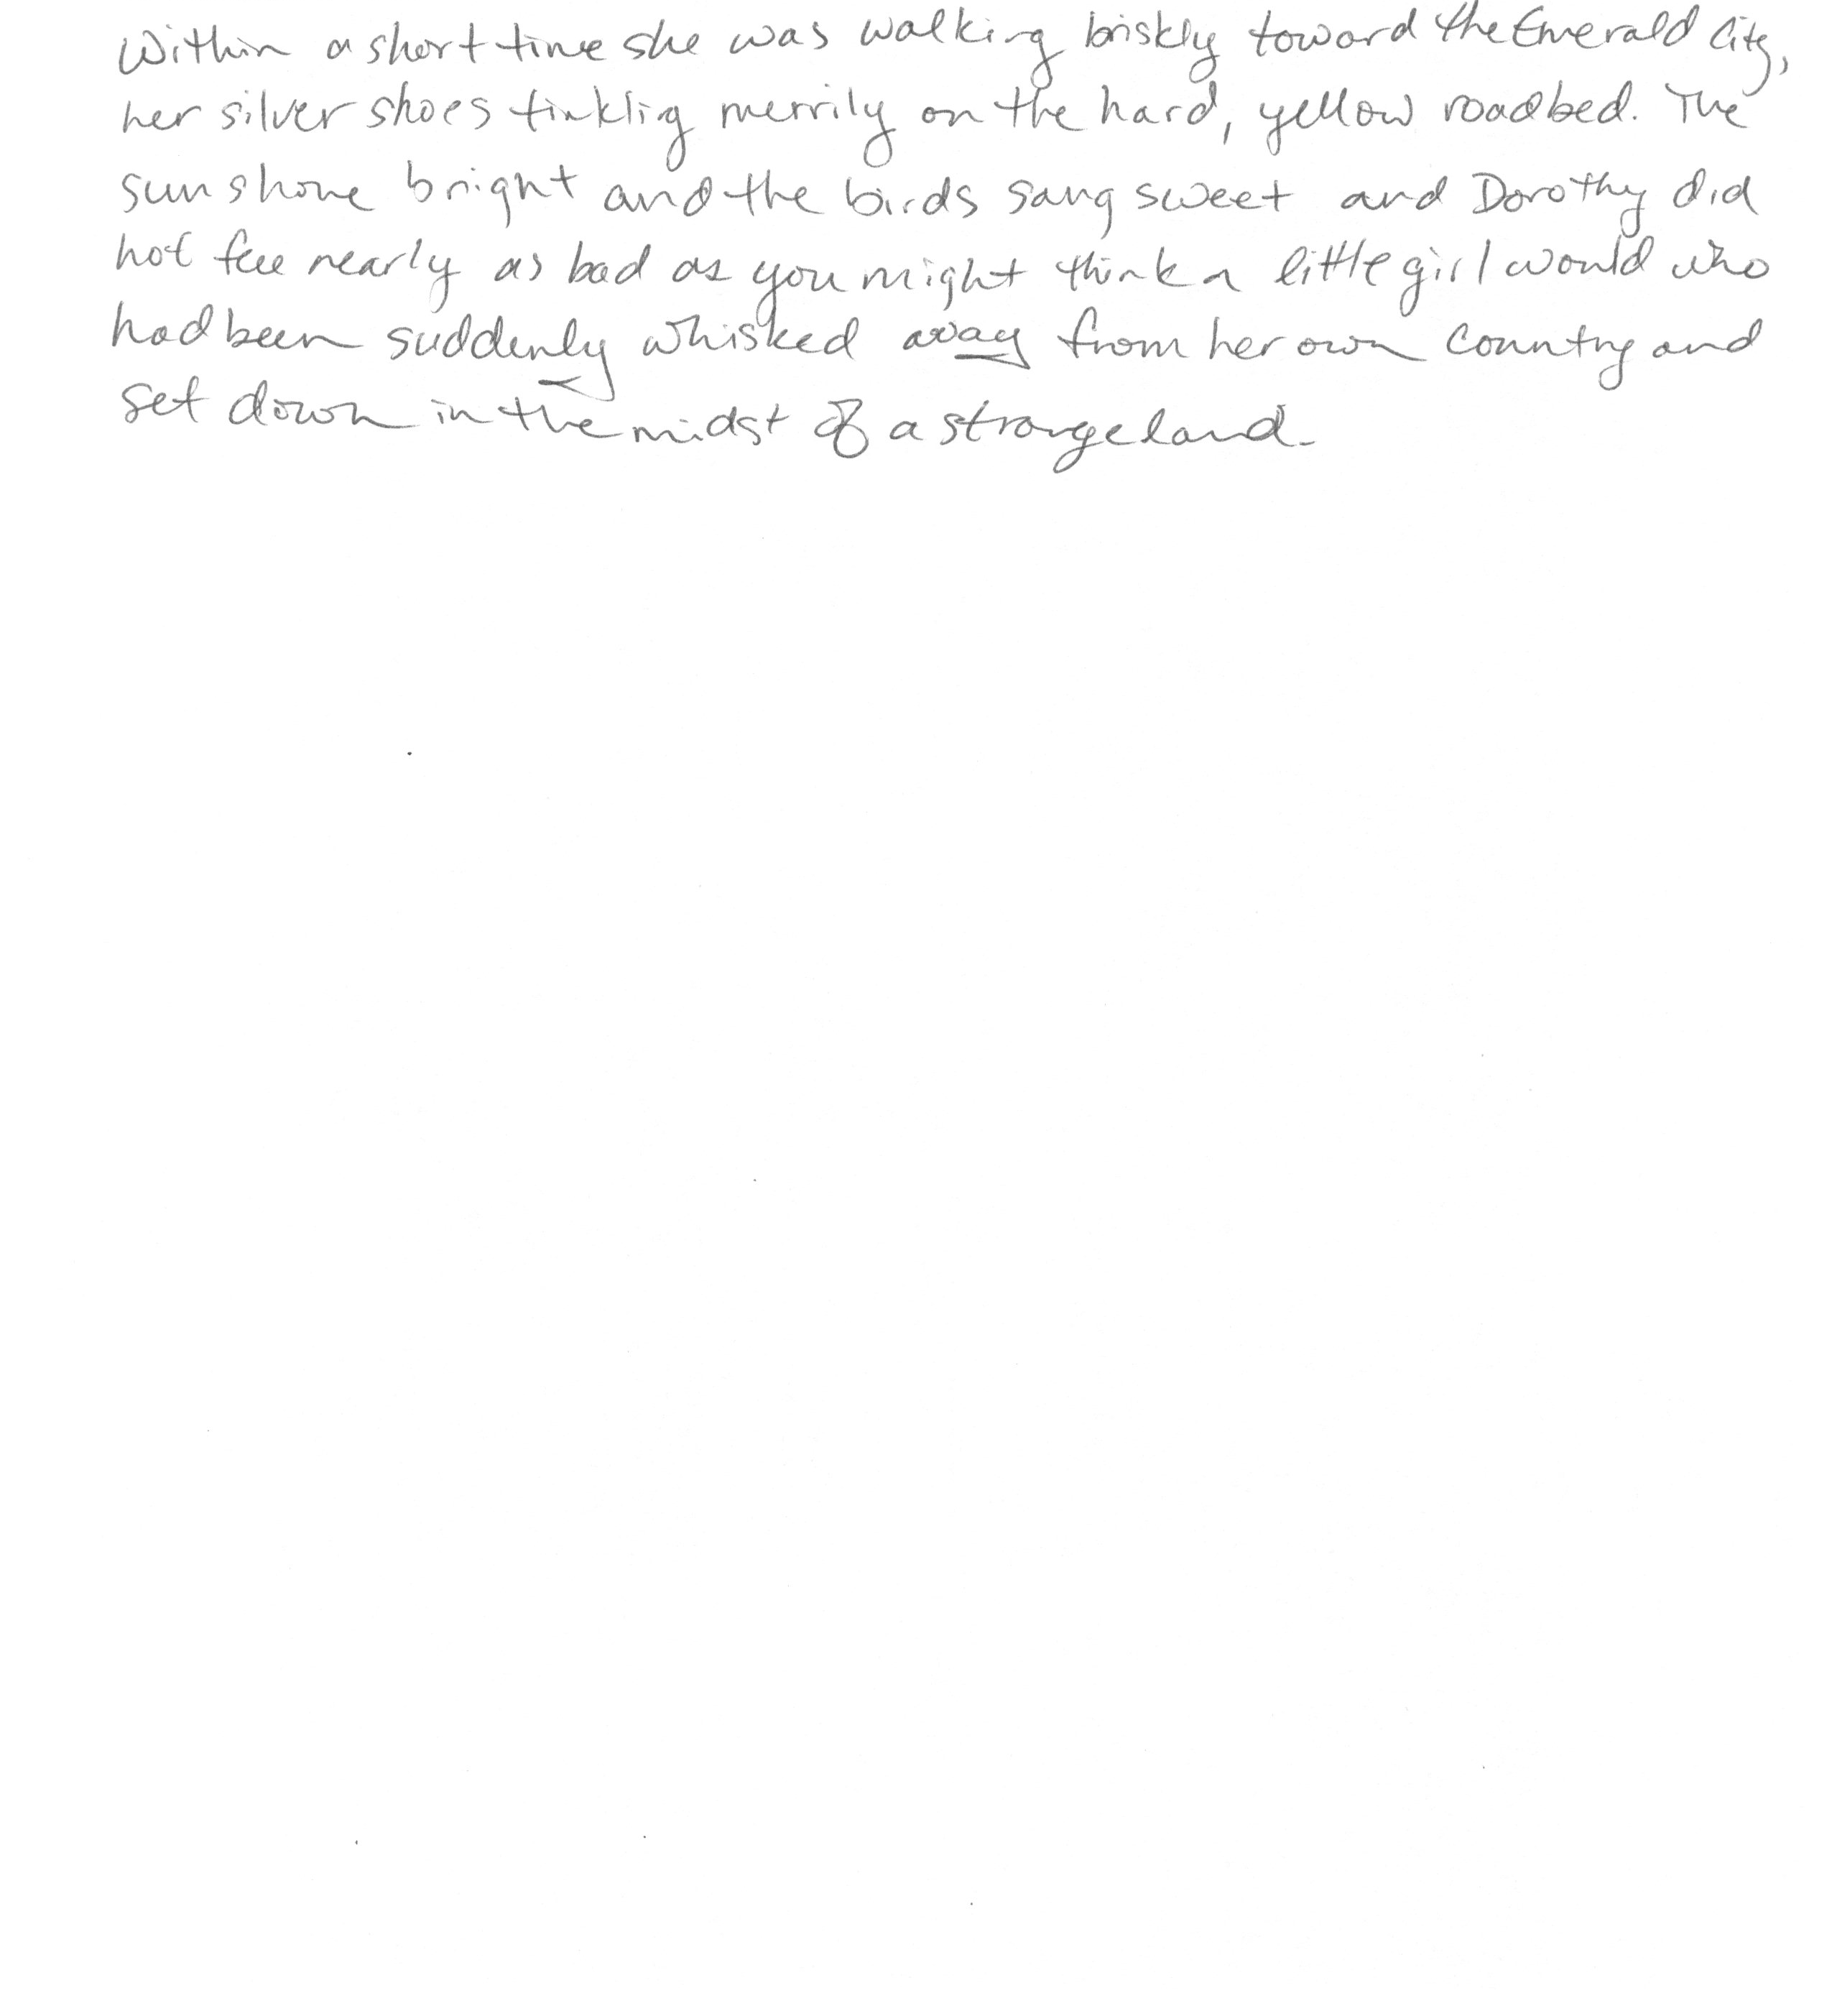 Within a short time she was walking briskly toward the Emerald City,
her silver shoes tinkling merrily on the hard, yellow roadbed. The
sun shone bright and the birds sang sweet and Dorothy did
not feel nearly as bad as you might think a little girl would who
had been suddenly whisked away from her own country and
set down in the midst of a strange land.